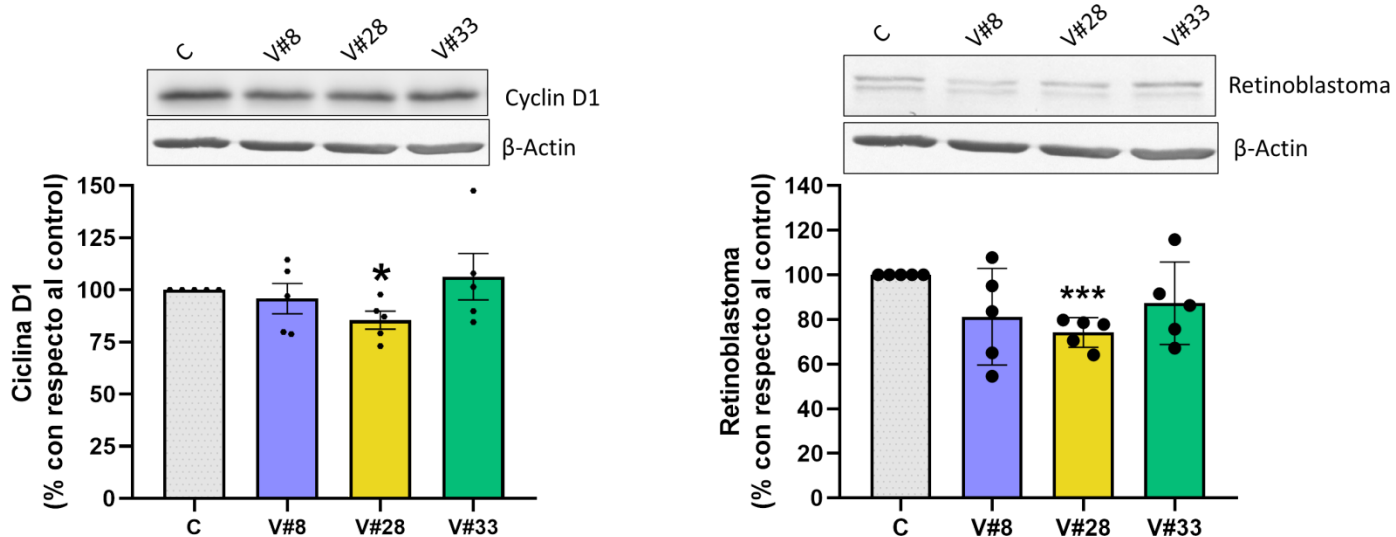 C V#8 V#28 V#33
Cyclin D1
β-Actin
Ciclina D1
(% con respecto al control)
150
125
100
75
50
25
0
*
C V#8 V#28 V#33
C V#8 V#28 V#33
Retinoblastoma
β-Actin
Retinoblastoma
(% con respecto al control)
140
120
100
80
60
40
20
0
***
C V#8 V#28 V#33